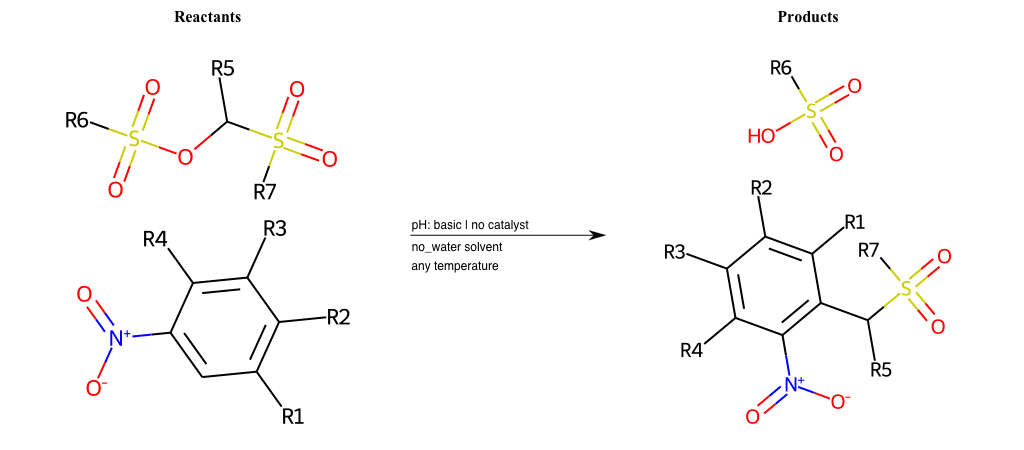 Reactants
Products
R5
R6
O
O
S
S
O
O
O
R7
R6
O
S
HO
O
R4
R3
O
N+
R2
O-
R1
pH: basic | no catalyst
no_water solvent
any temperature
R2
R1
R3
R7
O
S
O
R4
R5
N+
O
O-